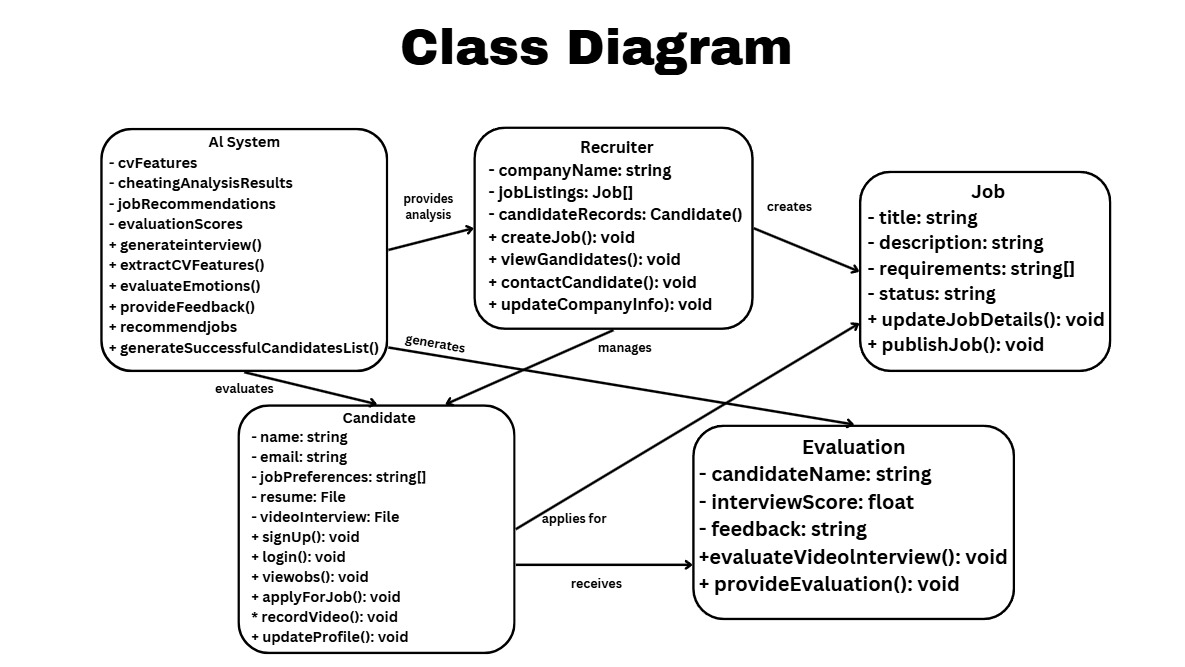 Class Diagram
Al System
- cvFeatures
- cheatingAnalysisResults
- jobRecommendations
- evaluationScores
+ generateinterview()
+ extractCVFeatures()
+ evaluateEmotions()
+ provideFeedback()
+ recommendjobs
+ generateSuccessfulCandidatesList()
provides
analysis
Recruiter
- companyName: string
- jobListings: Job[]
- candidateRecords: Candidate()
+ createJob(): void
+ viewGandidates(): void
+ contactCandidate(): void
+ updateCompanyInfo): void
creates
Job
- title: string
- description: string
- requirements: string[]
- status: string
+ updateJobDetails(): void
+ publishJob(): void
generates
manages
evaluates
Candidate
- name: string
- email: string
- jobPreferences: string[]
- resume: File
- videoInterview: File
+ signUp(): void
+ login(): void
+ viewobs(): void
+ applyForJob(): void
* recordVideo(): void
+ updateProfile(): void
applies for
receives
Evaluation
- candidateName: string
- interviewScore: float
- feedback: string
+evaluateVideolnterview(): void
+ provideEvaluation(): void